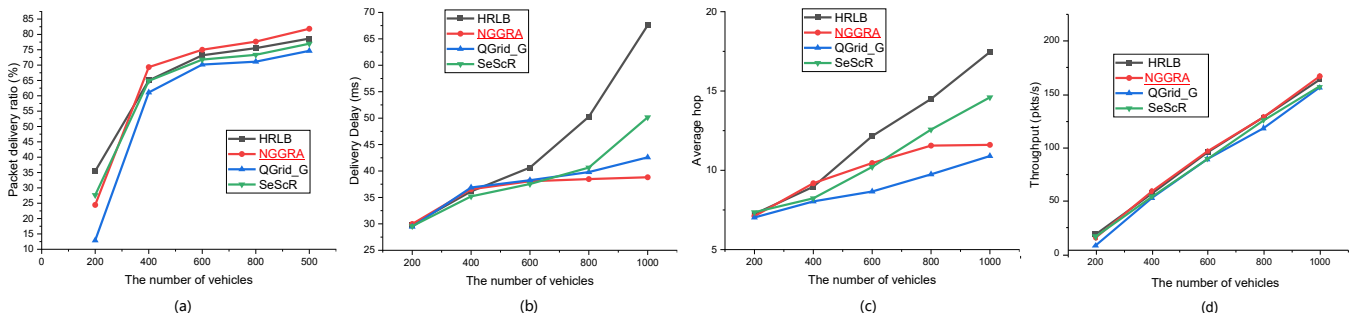 85
80
75
70
65
60
55
50
45
40
35
30
25
20
15
10
Padeet delivery ratio (%)
0 200 400 600 800 500
The number of vehicles
HRLB
NGGRA
QGrid_G
SeScR
(a)
70
65
60
55
50
45
40
35
30
25
Delivery Delay (ms)
200 400 600 800 1000
The number of vehicles
HRLB
NGGRA
QGrid_G
SeScR
(b)
20
15
10
5
Average hop
200 400 600 800 1000
The number of vehicles
HRLB
NGGRA
QGrid_G
SeScR
(c)
200
150
100
50
0
Throughput (pkts/s)
200 400 600 800 1000
The number of vehicles
HRLB
NGGRA
QGrid_G
SeScR
(d)